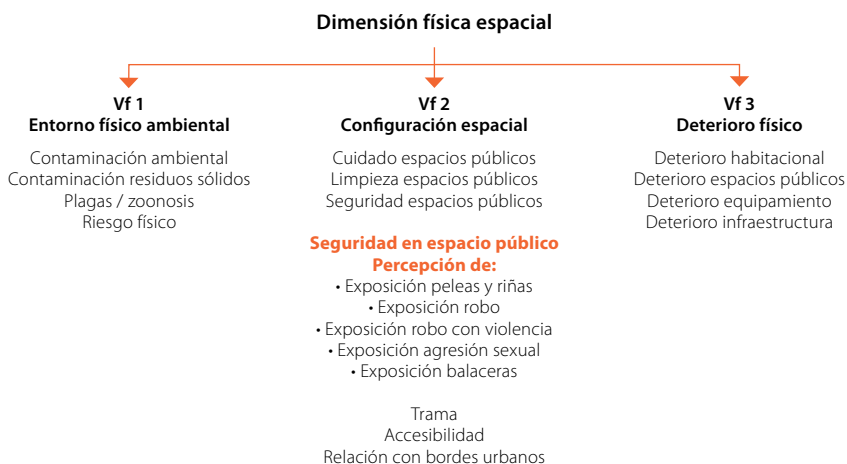 Dimensión física espacial
Vf 1
Entorno físico ambiental
Contaminación ambiental
Contaminación residuos sólidos
Plagas / zoonosis
Riesgo físico
Vf 2
Configuración espacial
Cuidado espacios públicos
Limpieza espacios públicos
Seguridad espacios públicos
Seguridad en espacio público
Percepción de:
• Exposición peleas y riñas
• Exposición robo
• Exposición robo con violencia
• Exposición agresión sexual
• Exposición balaceras
Trama
Accesibilidad
Relación con bordes urbanos
Vf 3
Deterioro físico
Deterioro habitacional
Deterioro espacios públicos
Deterioro equipamiento
Deterioro infraestructura